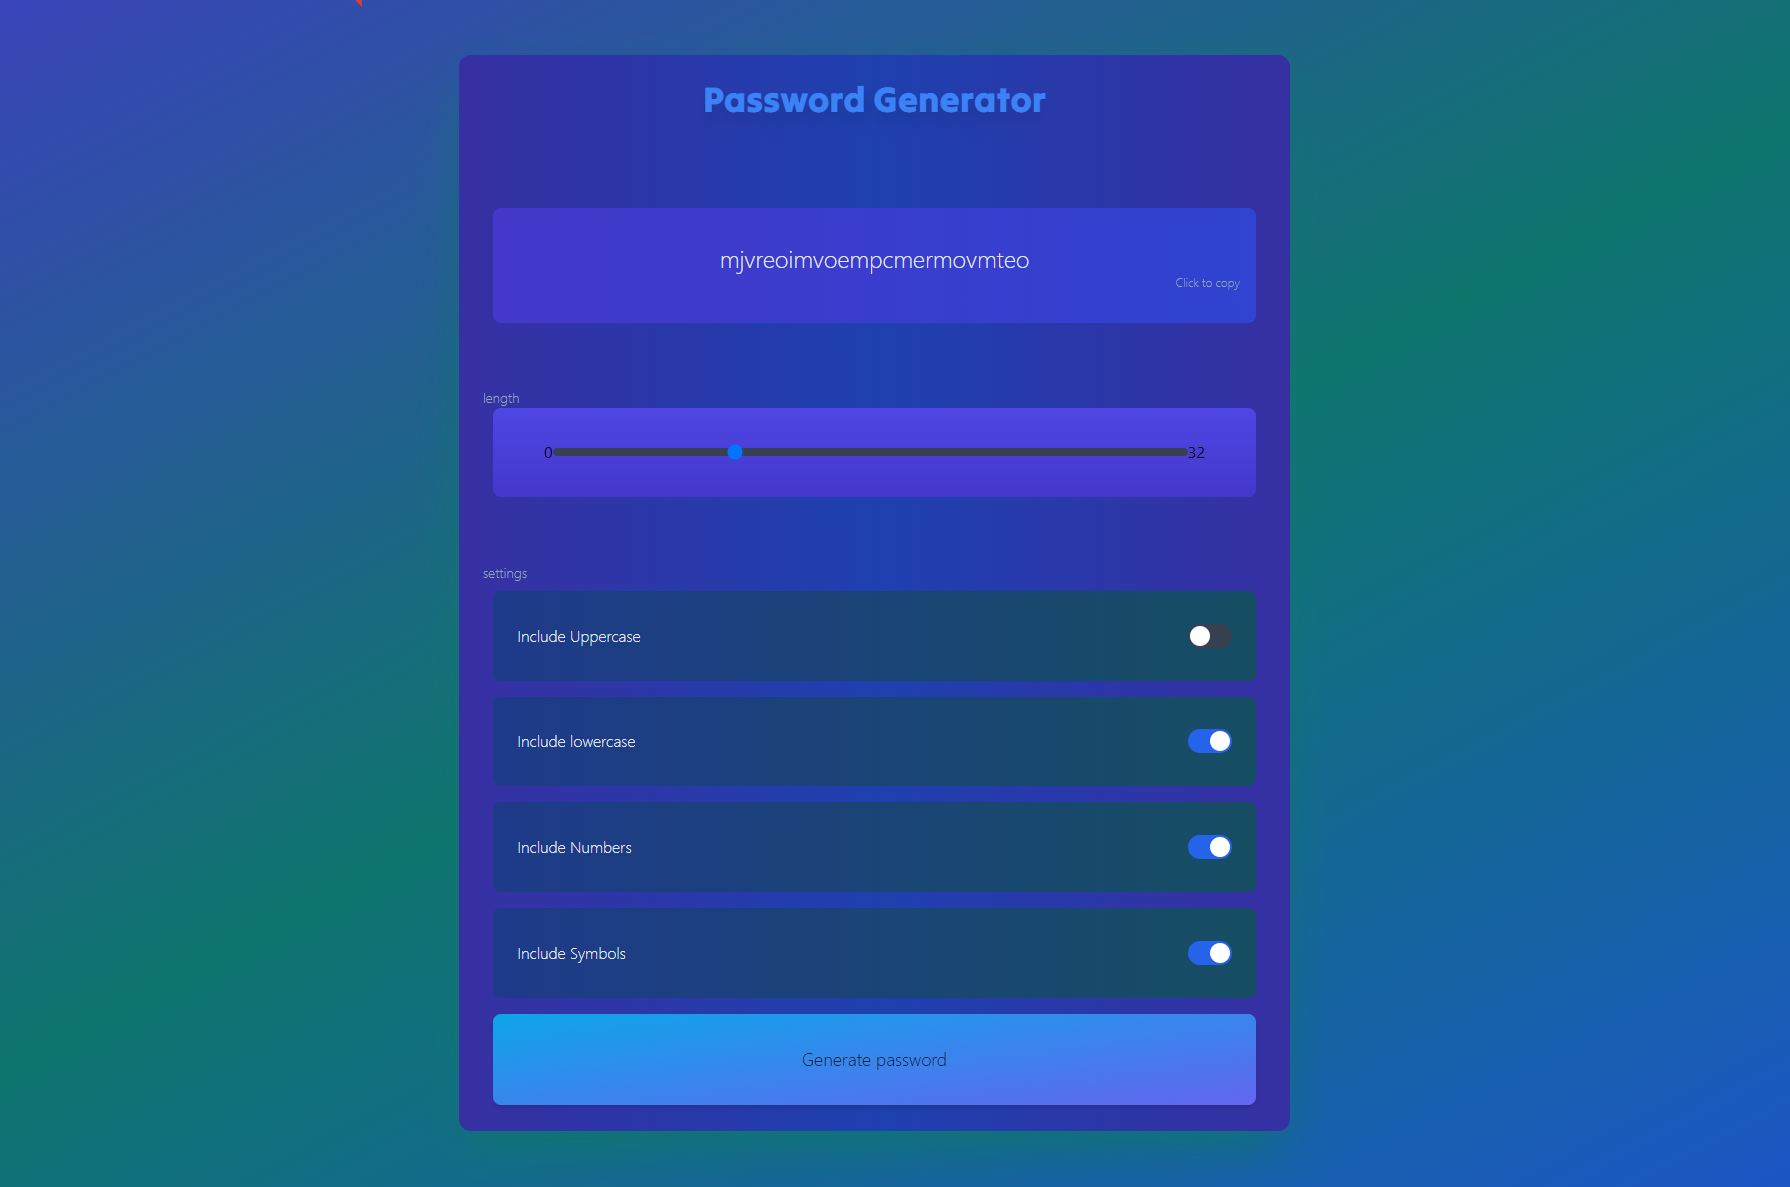 Password Generator
mjvreoimvoempcmermovmteo
Click to copy
length
0 32
settings
Include Uppercase
Include lowercase
Include Numbers
Include Symbols
Generate password